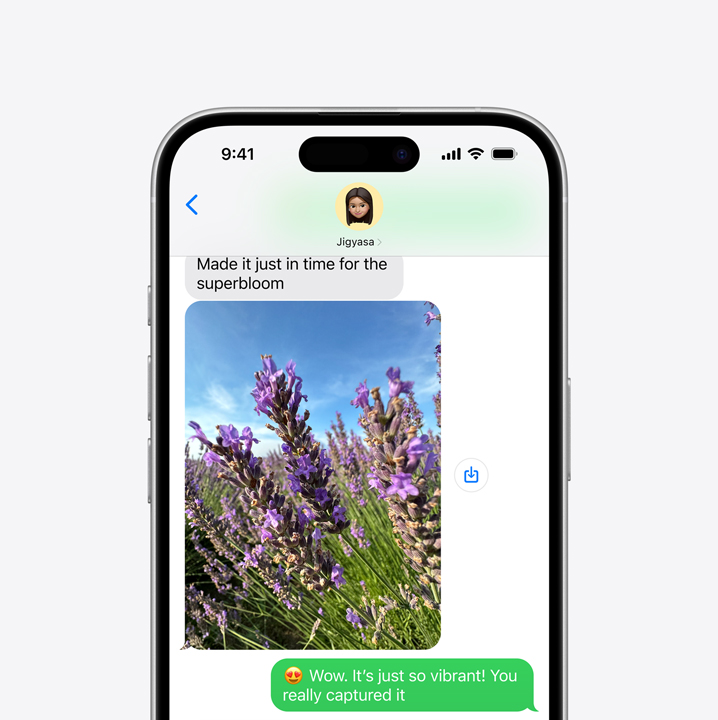 9:41
Jigyasa
Made it just in time for the
superbloom
😍 Wow. It’s just so vibrant! You
really captured it